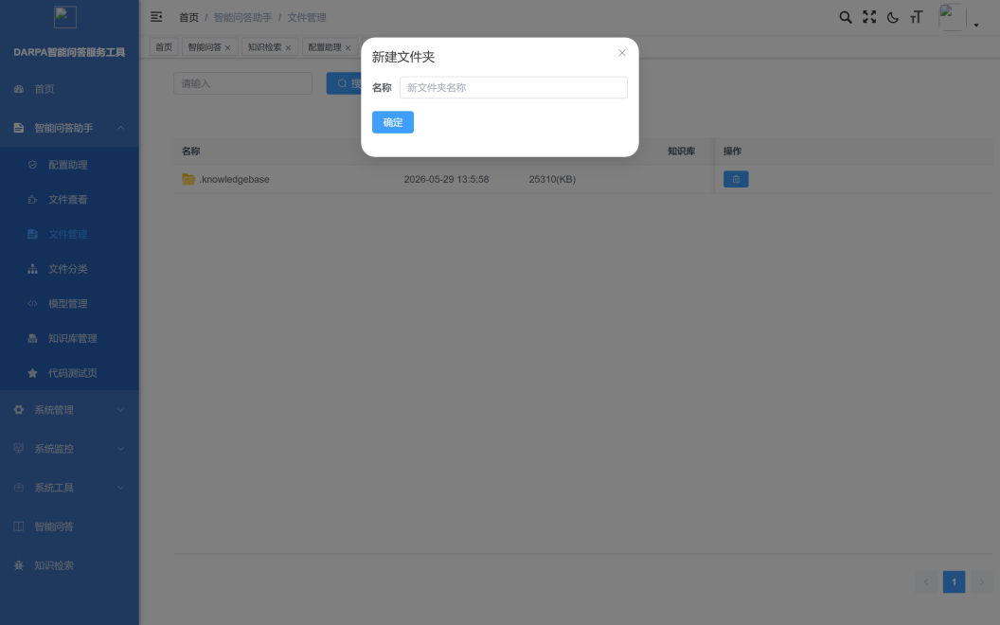 DARPA智能问答服务工具
首页
智能问答助手
配置助理
文件查看
文件管理
文件分类
模型管理
知识库管理
代码测试页
系统管理
系统监控
系统工具
智能问答
知识检索
首页 / 智能问答助手 / 文件管理
首页 智能问答 × 知识检索 × 配置助理 ×
请输入 搜
新建文件夹
名称 新文件夹名称
确定
名称 知识库 操作
.knowledgebase 2026-05-29 13:5:58 25310(KB)
1